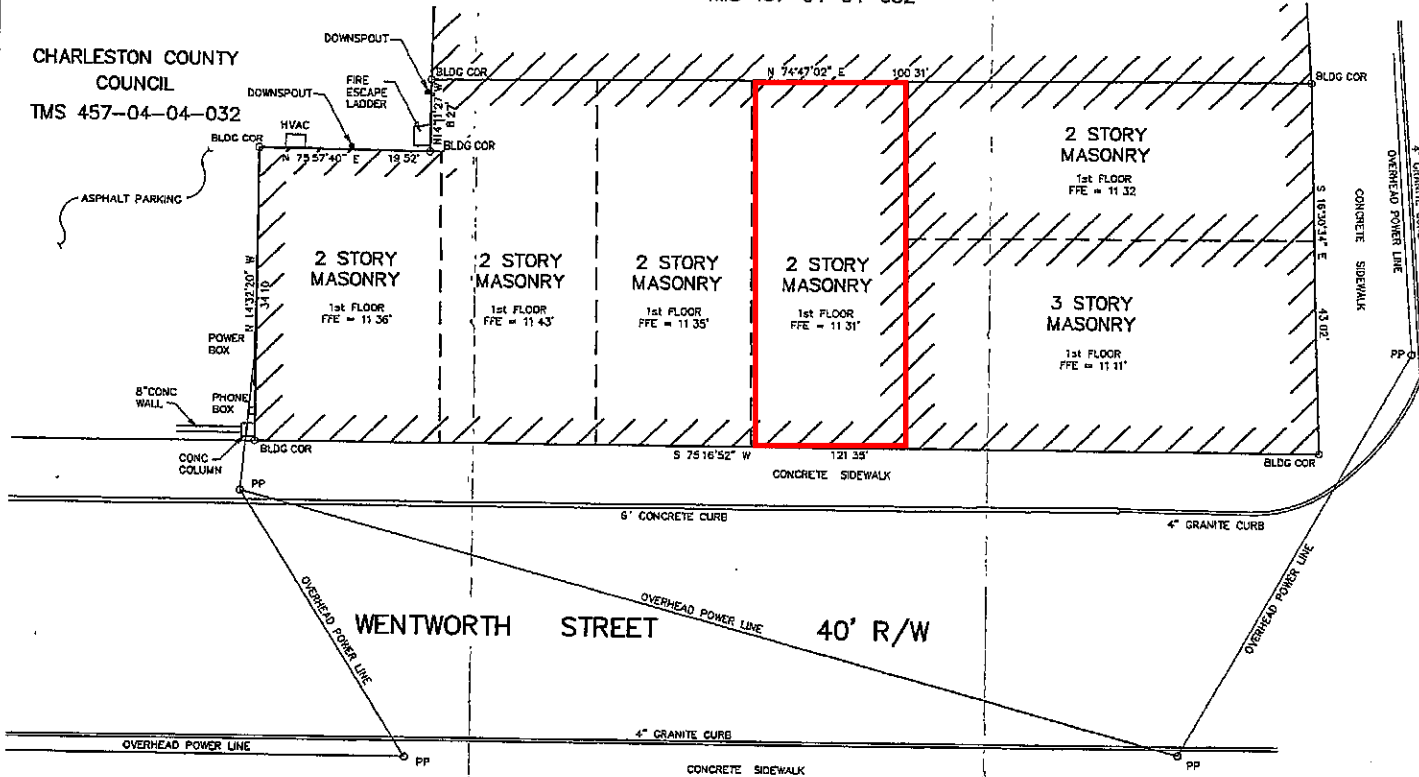 CHARLESTON COUNTY
COUNCIL
TMS 457-04-04-032
DOWNSPOUT
FIRE
ESCAPE
LADDER
DOWNSPOUT
HVAC
BLDG COR
N 75 57'40" E 19 52'
BLDG COR
N14°11'27" W
8 27'
BLDG COR
N 74°47'02" E 100 31'
BLDG COR
ASPHALT PARKING
N 14°32'20" W
34 10
POWER
BOX
PHONE
BOX
8"CONC
WALL
CONC
COLUMN
BLDG COR
2 STORY
MASONRY
1st FLOOR
FFE = 11 36'
2 STORY
MASONRY
1st FLOOR
FFE = 11 43'
2 STORY
MASONRY
1st FLOOR
FFE = 11 35'
2 STORY
MASONRY
1st FLOOR
FFE = 11 31'
2 STORY
MASONRY
1st FLOOR
FFE = 11 32
3 STORY
MASONRY
1st FLOOR
FFE = 11 11'
S 16°30'34" E
43 02'
CONCRETE SIDEWALK
OVERHEAD POWER LINE
PP
BLDG COR
S 75 16'52" W 121 35'
CONCRETE SIDEWALK
PP
6' CONCRETE CURB
4" GRANITE CURB
OVERHEAD POWER LINE
OVERHEAD POWER LINE
OVERHEAD POWER LINE
WENTWORTH STREET 40' R/W
4" GRANITE CURB
OVERHEAD POWER LINE
PP
CONCRETE SIDEWALK
PP